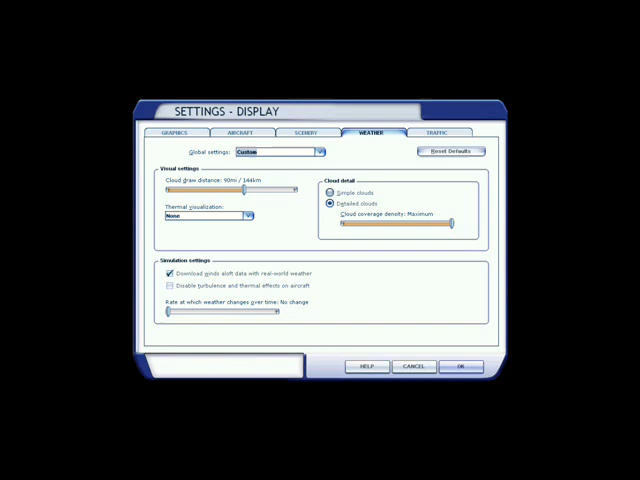 SETTINGS - DISPLAY
GRAPHICS AIRCRAFT SCENERY WEATHER TRAFFIC
Global settings: Custom Reset Defaults
Visual settings
Cloud draw distance: 90mi / 144km
Thermal visualization:
None
Cloud detail
Simple clouds
Detailed clouds
Cloud coverage density: Maximum
Simulation settings
Download winds aloft data with real-world weather
Disable turbulence and thermal effects on aircraft
Rate at which weather changes over time: No change
HELP CANCEL OK